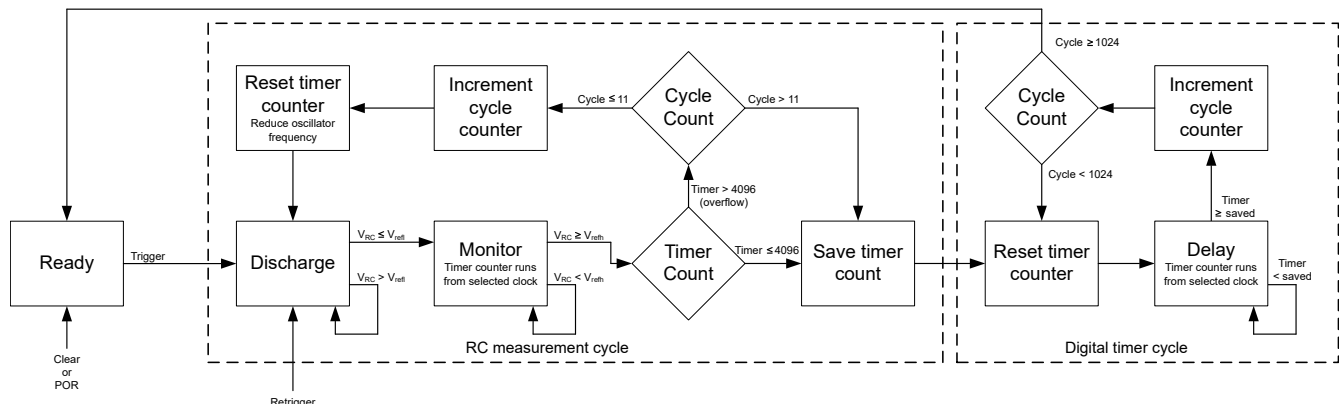 Cycle ≥ 1024
Reset timer
counter
Reduce oscillator
frequency
Increment
cycle
counter
Cycle ≤ 11
Cycle
Count
Cycle > 11
Cycle
Count
Increment
cycle
counter
Timer > 4096
(overflow)
Cycle < 1024
Timer
≥ saved
Ready
Trigger
Discharge
VRC ≤ Vrefl
VRC > Vrefl
Monitor
Timer counter runs
from selected clock
VRC ≥ Vrefh
VRC < Vrefh
Timer
Count
Timer ≤ 4096
Save timer
count
Reset timer
counter
Delay
Timer counter runs
from selected clock
Timer
< saved
Clear
or
POR
RC measurement cycle
Digital timer cycle
Retrigger